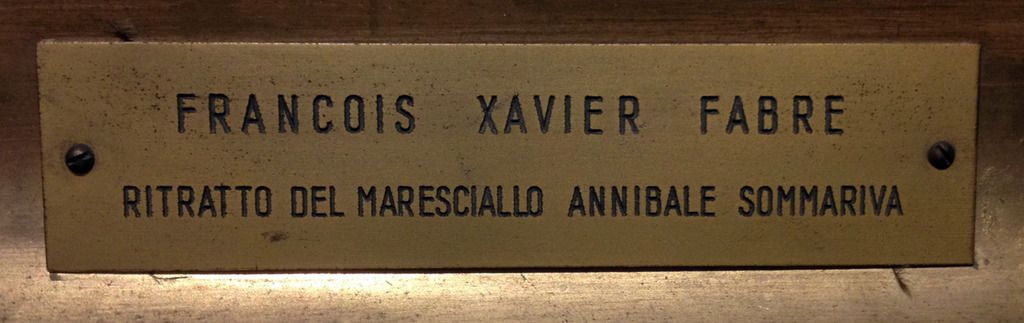 FRANCOIS XAVIER FABRE
RITRATTO DEL MARESCIALLO ANNIBALE SOMMARIVA